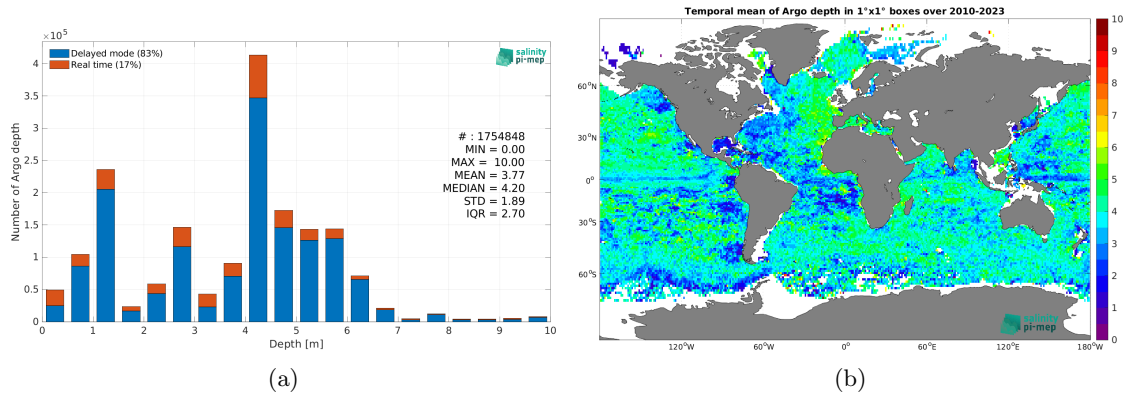 Temporal mean of Argo depth in 1°x1° boxes over 2010-2023
×10⁵
Delayed mode (83%)
Real time (17%)
salinity
pi-mep
# : 1754848
MIN = 0.00
MAX = 10.00
MEAN = 3.77
MEDIAN = 4.20
STD = 1.89
IQR = 2.70
Number of Argo depth
4
3.5
3
2.5
2
1.5
1
0.5
0
0 1 2 3 4 5 6 7 8 9 10
Depth [m]
60°N
30°N
0°
30°S
60°S
120°W 60°W 0° 60°W 120°W 180°W
salinity
pi-mep
10
9
8
7
6
5
4
3
2
1
0
(a)
(b)